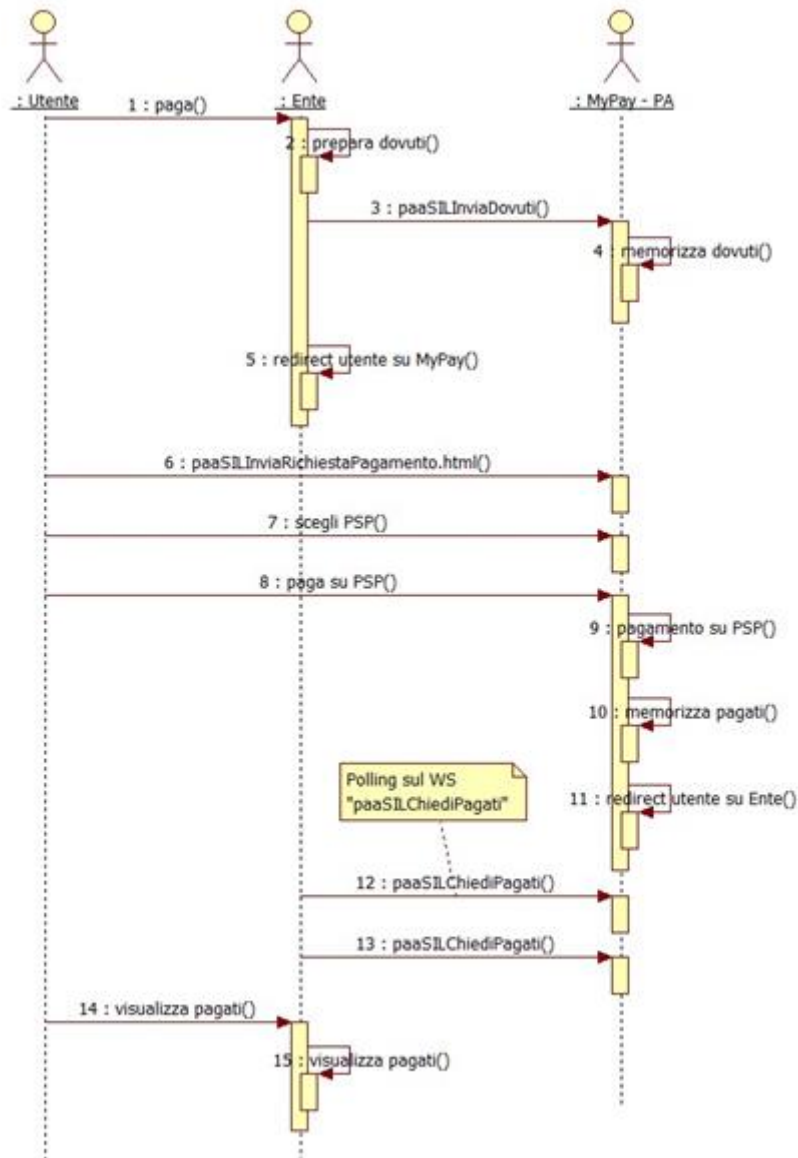 : Utente
: Ente
: MyPay - PA
1 : paga()
2 : prepara dovuti()
3 : paaSILInviaDovuti()
4 : memorizza dovuti()
5 : redirect utente su MyPay()
6 : paaSILInviaRichiestaPagamento.html()
7 : scegli PSP()
8 : paga su PSP()
9 : pagamento su PSP()
10 : memorizza pagati()
Polling sul WS
"paaSILChiediPagati"
11 : redirect utente su Ente()
12 : paaSILChiediPagati()
13 : paaSILChiediPagati()
14 : visualizza pagati()
15 : visualizza pagati()